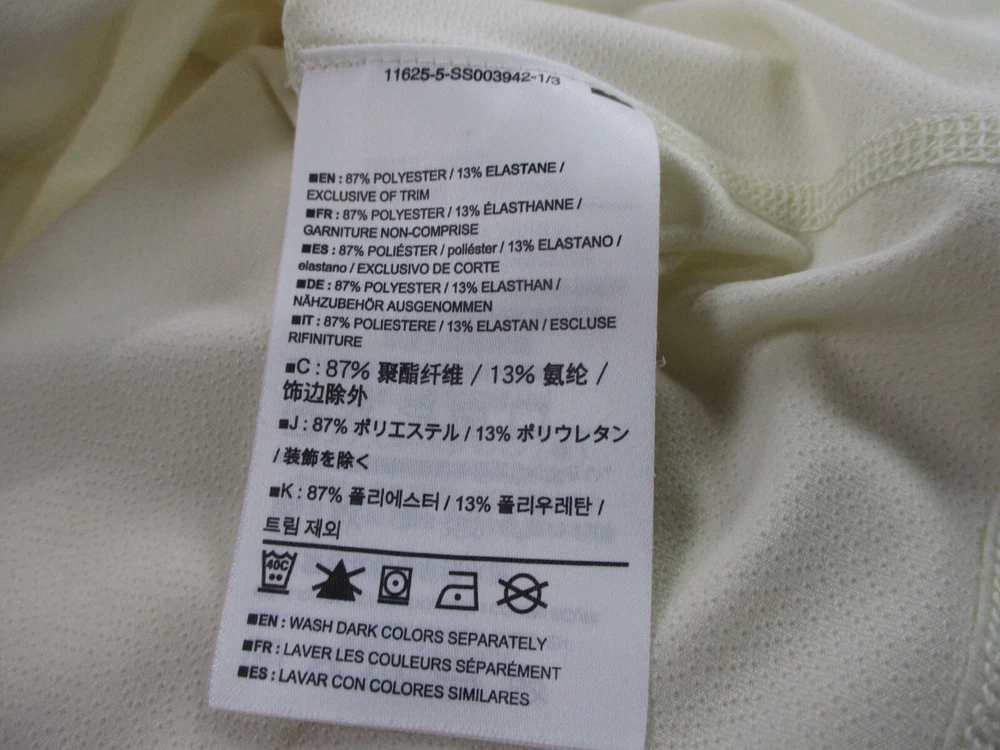 11625-5-SS003942-1/3
■EN : 87% POLYESTER / 13% ELASTANE /
EXCLUSIVE OF TRIM
■FR : 87% POLYESTER / 13% ÉLASTHANNE /
GARNITURE NON-COMPRISE
■ES : 87% POLIÉSTER / poliéster / 13% ELASTANO /
elastano / EXCLUSIVO DE CORTE
■DE : 87% POLYESTER / 13% ELASTHAN /
NÄHZUBEHÖR AUSGENOMMEN
■IT : 87% POLIESTERE / 13% ELASTAN / ESCLUSE
RIFINITURE
■C : 87% 聚酯纤维 / 13% 氨纶 /
饰边除外
■J : 87% ポリエステル / 13% ポリウレタン
/ 装飾を除く
■K : 87% 폴리에스터 / 13% 폴리우레탄 /
트림 제외
40C
■EN : WASH DARK COLORS SEPARATELY
■FR : LAVER LES COULEURS SÉPARÉMENT
■ES : LAVAR CON COLORES SIMILARES